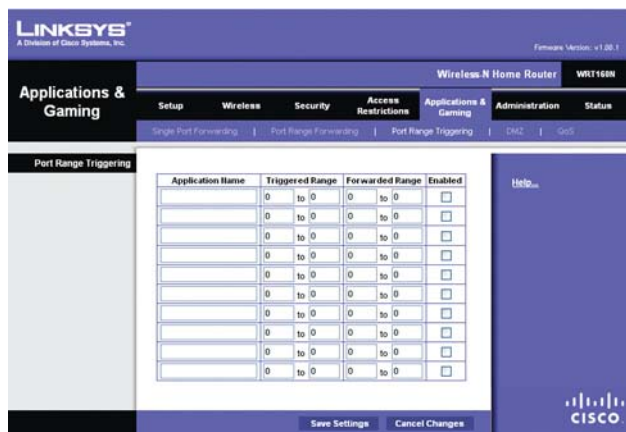 LINKSYS®
A Division of Cisco Systems, Inc.
Firmware Version: v1.00.1
Wireless-N Home Router WRT160N
Applications & Gaming
Setup Wireless Security Access Restrictions Applications & Gaming Administration Status
Single Port Forwarding | Port Range Forwarding | Port Range Triggering | DMZ | QoS
Port Range Triggering
Application Name Triggered Range Forwarded Range Enabled
0 to 0 0 to 0
0 to 0 0 to 0
0 to 0 0 to 0
0 to 0 0 to 0
0 to 0 0 to 0
0 to 0 0 to 0
0 to 0 0 to 0
0 to 0 0 to 0
0 to 0 0 to 0
0 to 0 0 to 0
Help...
Save Settings Cancel Changes
CISCO.